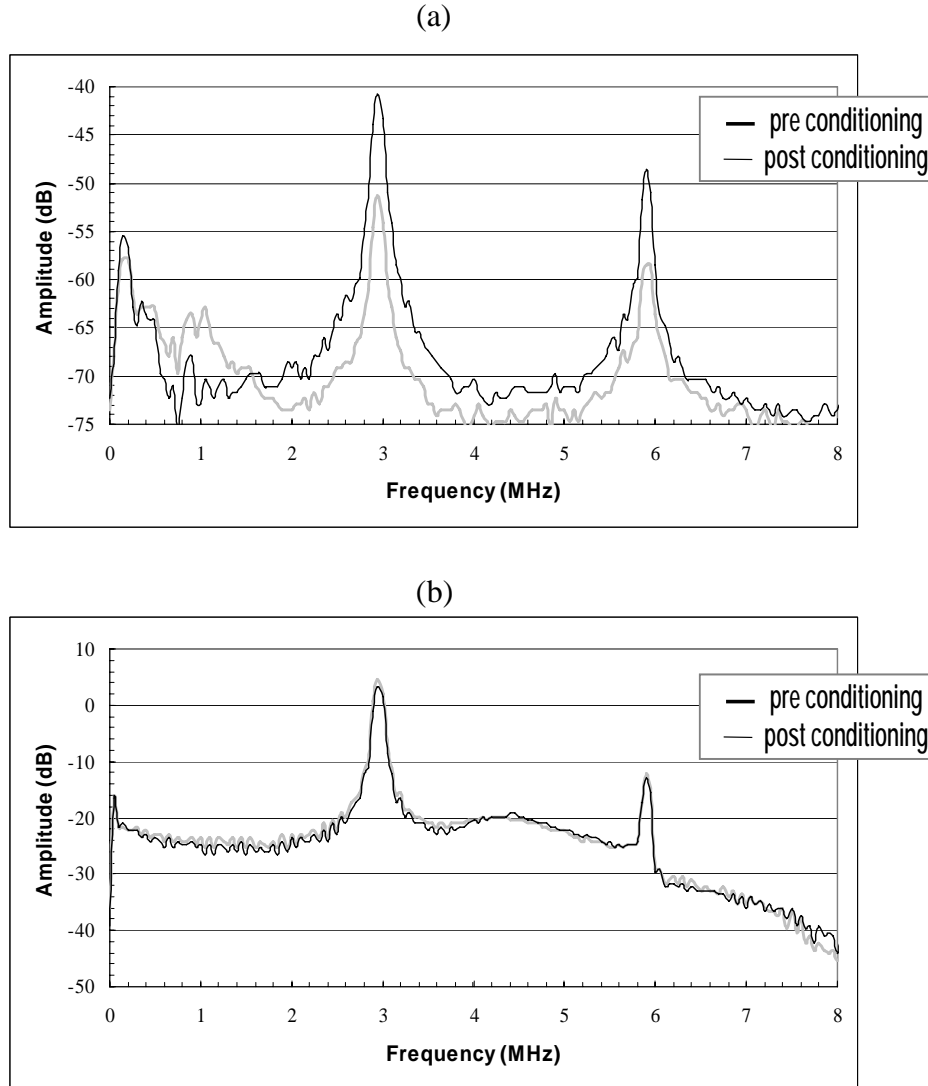 (a)
-40
-45
-50
-55
-60
-65
-70
-75
Amplitude (dB)
0 1 2 3 4 5 6 7 8
Frequency (MHz)
pre conditioning
post conditioning
(b)
10
0
-10
-20
-30
-40
-50
Amplitude (dB)
0 1 2 3 4 5 6 7 8
Frequency (MHz)
pre conditioning
post conditioning